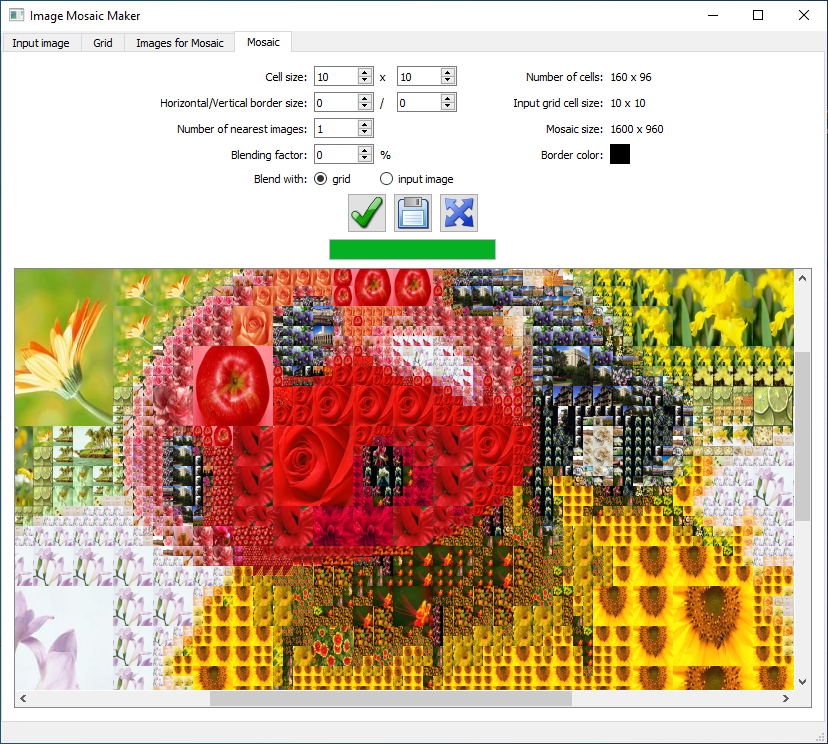 Image Mosaic Maker
Input image Grid Images for Mosaic Mosaic
Cell size: 10 x 10 Number of cells: 160 x 96
Horizontal/Vertical border size: 0 / 0 Input grid cell size: 10 x 10
Number of nearest images: 1 Mosaic size: 1600 x 960
Blending factor: 0 % Border color:
Blend with: grid input image